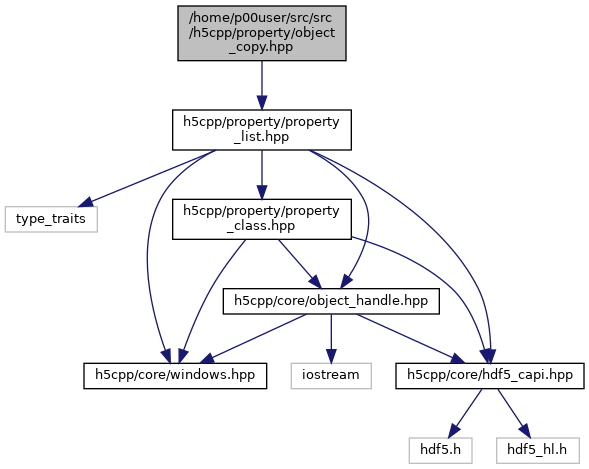 /home/p00user/src/src
/h5cpp/property/object
_copy.hpp
h5cpp/property/property
_list.hpp
type_traits
h5cpp/property/property
_class.hpp
h5cpp/core/object_handle.hpp
h5cpp/core/windows.hpp
iostream
h5cpp/core/hdf5_capi.hpp
hdf5.h
hdf5_hl.h